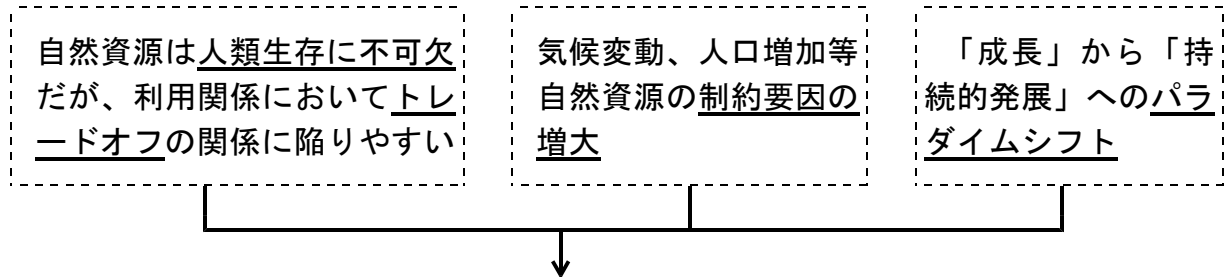 自然資源は人類生存に不可欠
だが、利用関係においてトレ
ードオフの関係に陥りやすい
気候変動、人口増加等
自然資源の制約要因の
増大
「成長」から「持
続的発展」へのパラ
ダイムシフト